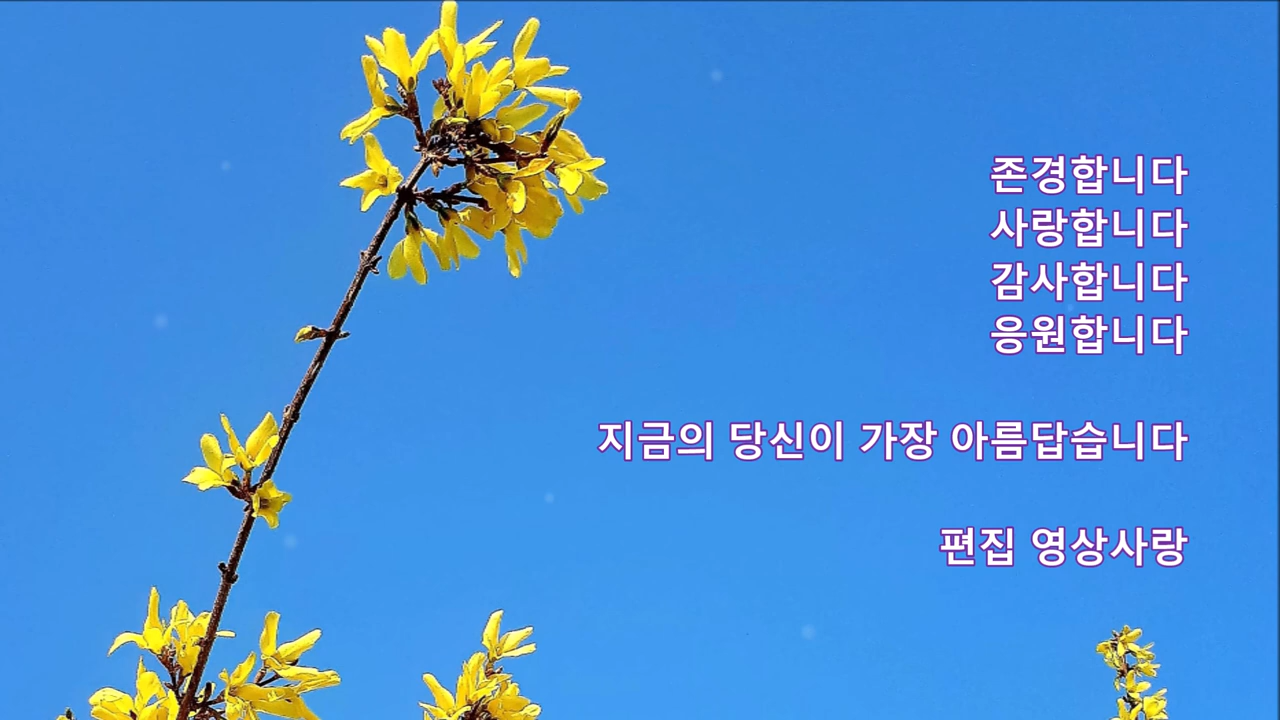 존경합니다
사랑합니다
감사합니다
응원합니다
지금의 당신이 가장 아름답습니다
편집 영상사랑